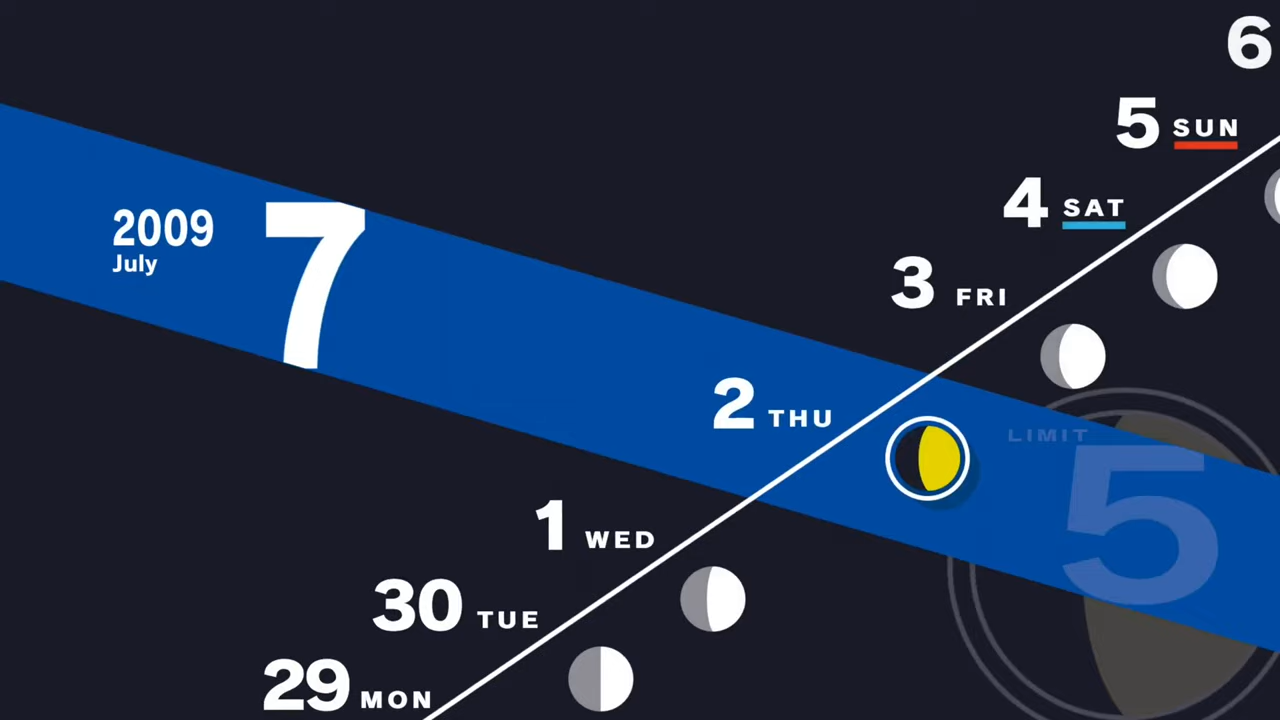 6
5 SUN
4 SAT
2009
July
7
3 FRI
2 THU
LIMIT
5
1 WED
30 TUE
29 MON